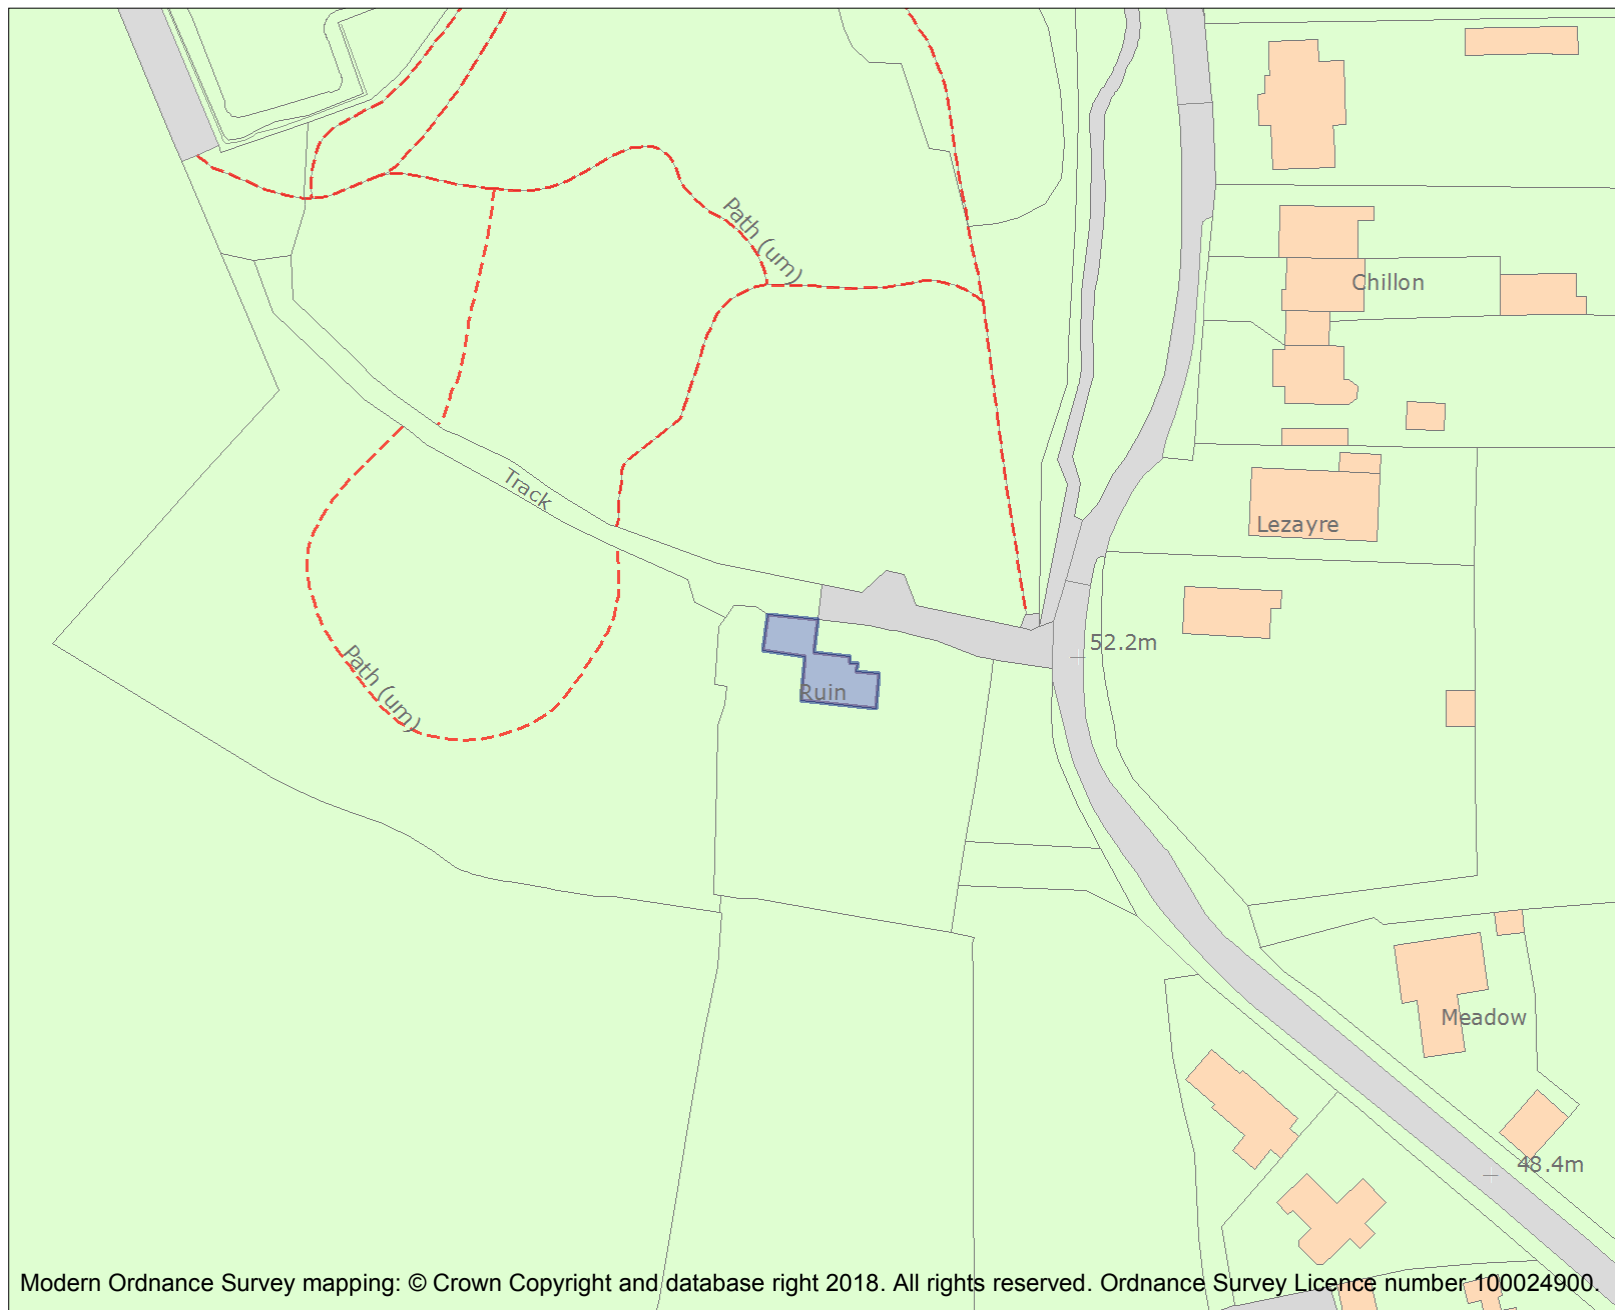 Path (um)
Chillon
Track
Lezayre
52.2m
Path (um)
Ruin
Meadow
48.4m
Modern Ordnance Survey mapping: © Crown Copyright and database right 2018. All rights reserved. Ordnance Survey Licence number 100024900.